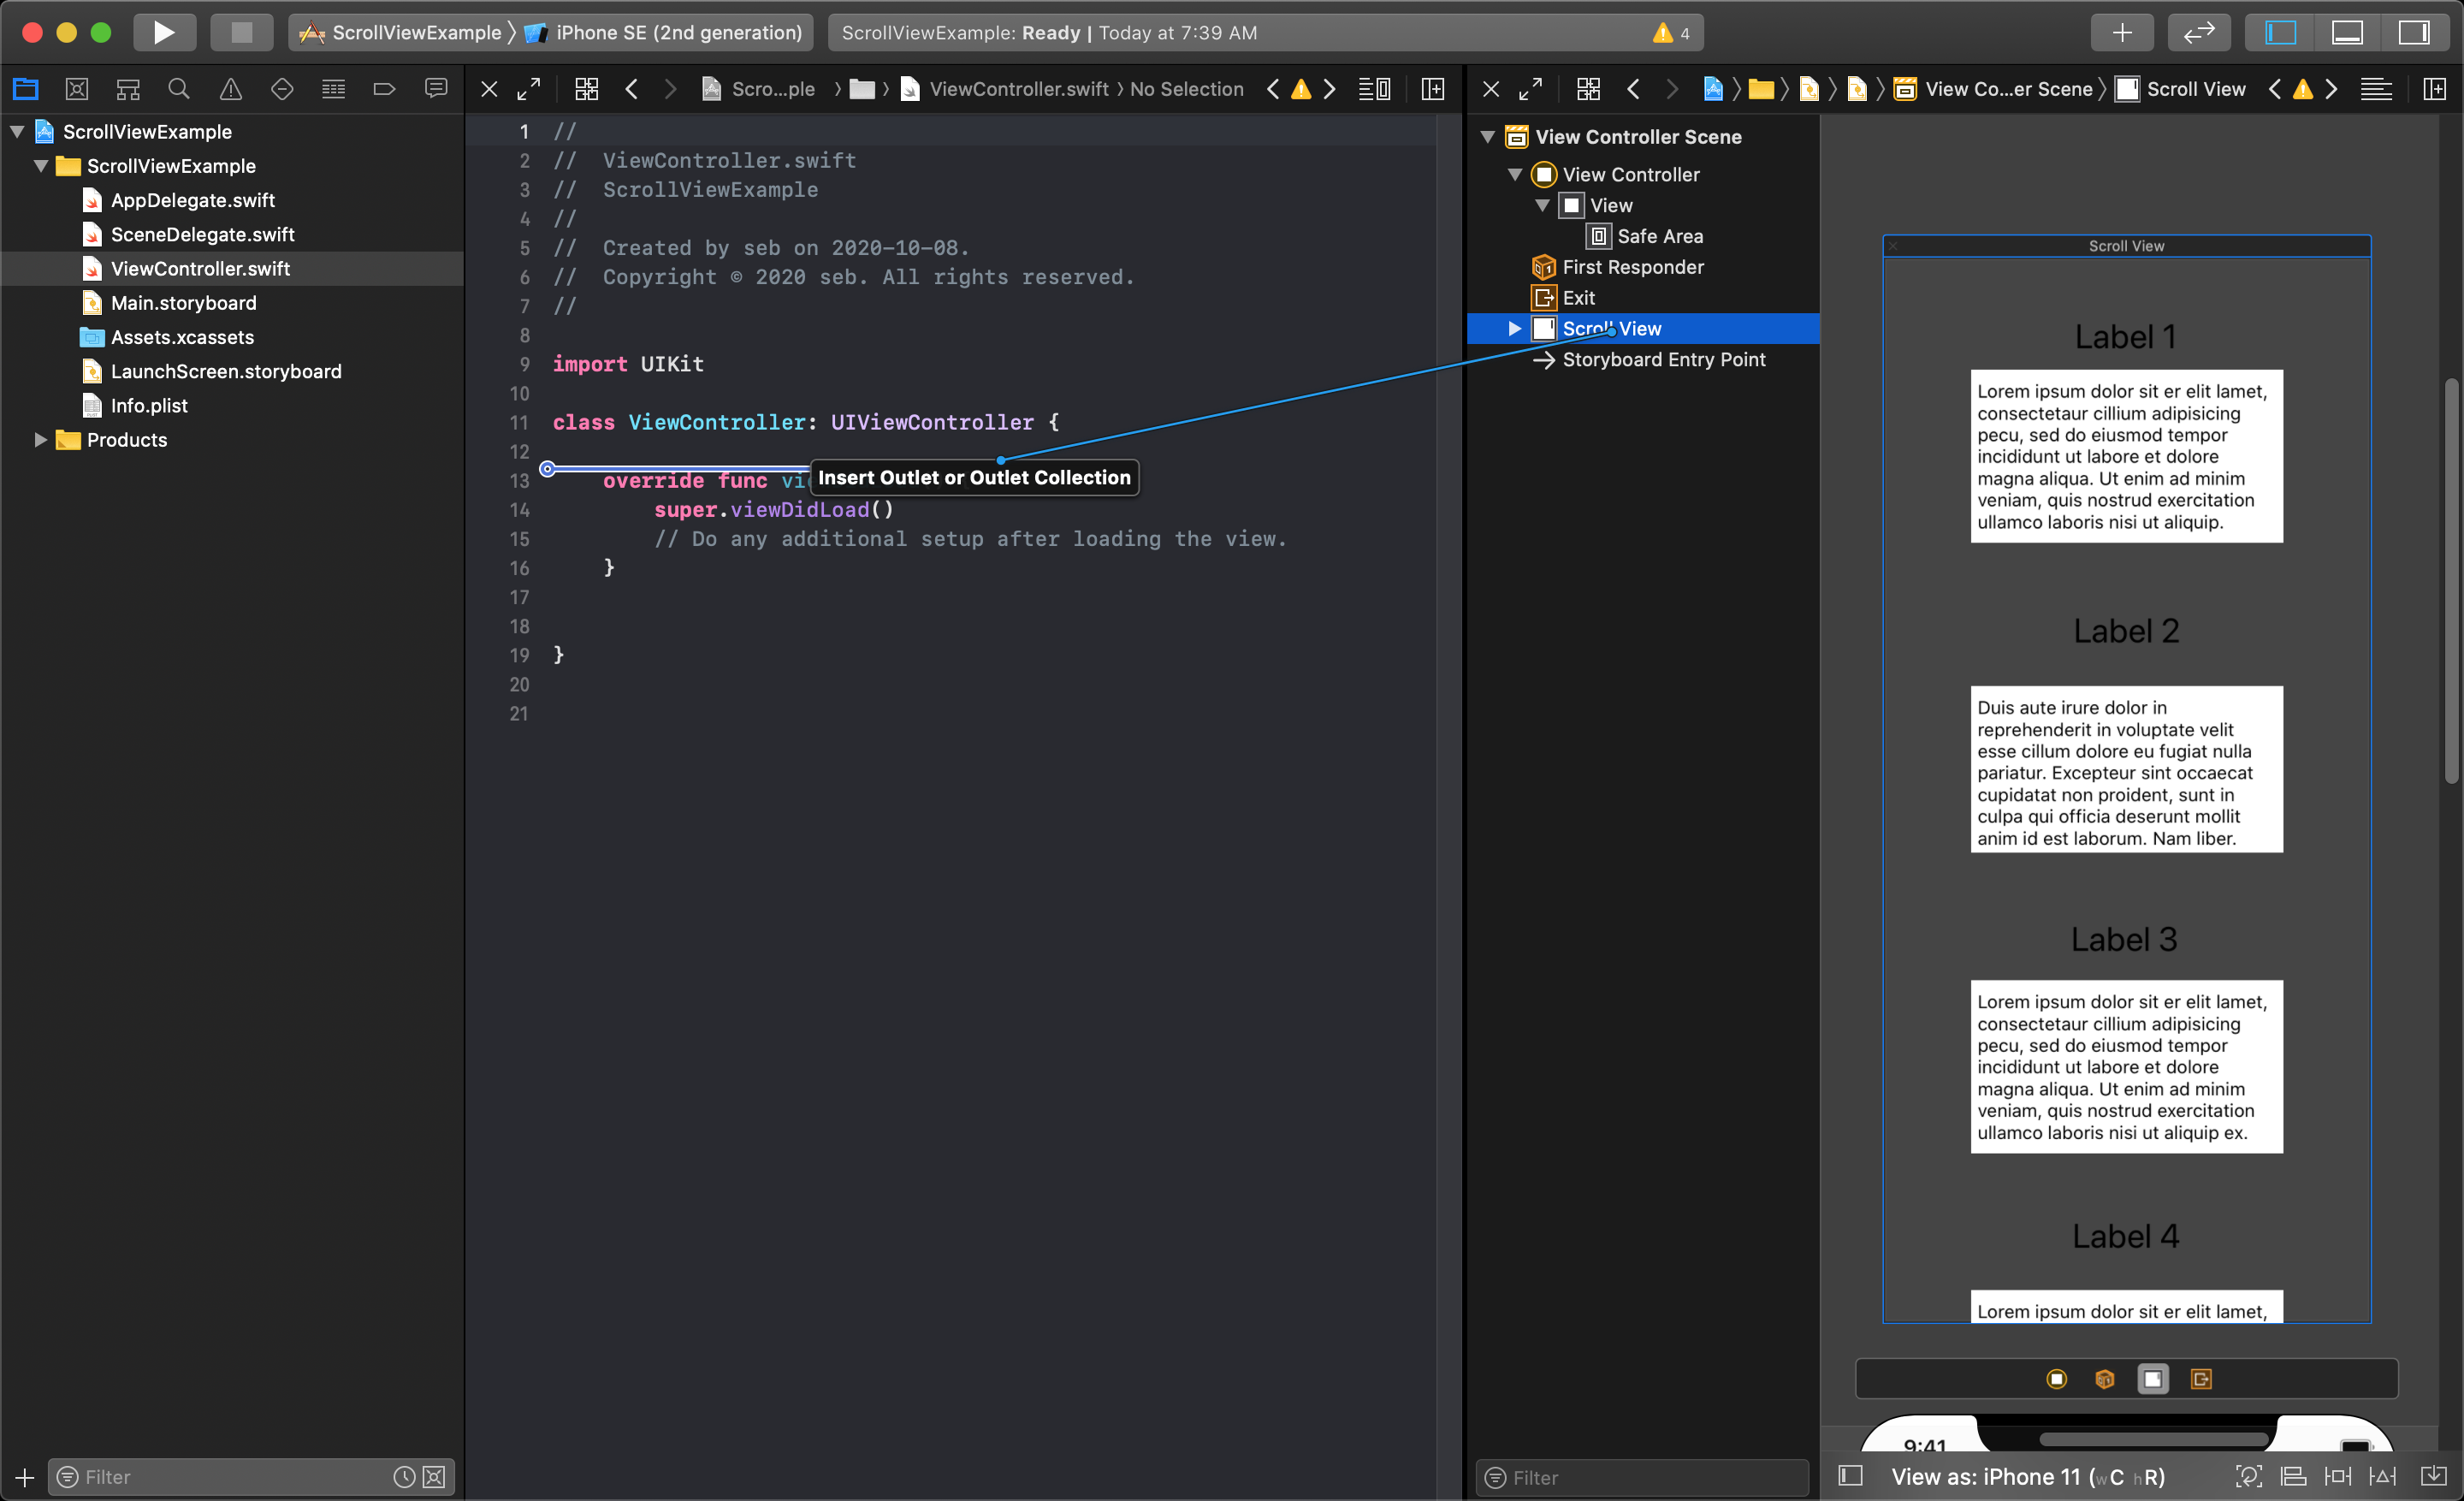 ScrollViewExample
iPhone SE (2nd generation)
ScrollViewExample: Ready | Today at 7:39 AM
4
Scro...ple
ViewController.swift
No Selection
View Co...er Scene
Scroll View
ScrollViewExample
ScrollViewExample
AppDelegate.swift
SceneDelegate.swift
ViewController.swift
Main.storyboard
Assets.xcassets
LaunchScreen.storyboard
Info.plist
Products
Filter
1 //
2 // ViewController.swift
3 // ScrollViewExample
4 //
5 // Created by seb on 2020-10-08.
6 // Copyright © 2020 seb. All rights reserved.
7 //
8
9 import UIKit
10
11 class ViewController: UIViewController {
12
13 override func
Insert Outlet or Outlet Collection
14 super.viewDidLoad()
15 // Do any additional setup after loading the view.
16 }
17
18
19 }
20
21
View Controller Scene
View Controller
View
Safe Area
First Responder
Exit
Scroll View
Storyboard Entry Point
Filter
Scroll View
Label 1
Lorem ipsum dolor sit er elit lamet,
consectetaur cillium adipisicing
pecu, sed do eiusmod tempor
incididunt ut labore et dolore
magna aliqua. Ut enim ad minim
veniam, quis nostrud exercitation
ullamco laboris nisi ut aliquip.
Label 2
Duis aute irure dolor in
reprehenderit in voluptate velit
esse cillum dolore eu fugiat nulla
pariatur. Excepteur sint occaecat
cupidatat non proident, sunt in
culpa qui officia deserunt mollit
anim id est laborum. Nam liber.
Label 3
Lorem ipsum dolor sit er elit lamet,
consectetaur cillium adipisicing
pecu, sed do eiusmod tempor
incididunt ut labore et dolore
magna aliqua. Ut enim ad minim
veniam, quis nostrud exercitation
ullamco laboris nisi ut aliquip ex.
Label 4
Lorem ipsum dolor sit er elit lamet,
9:41
View as: iPhone 11 (wC hR)